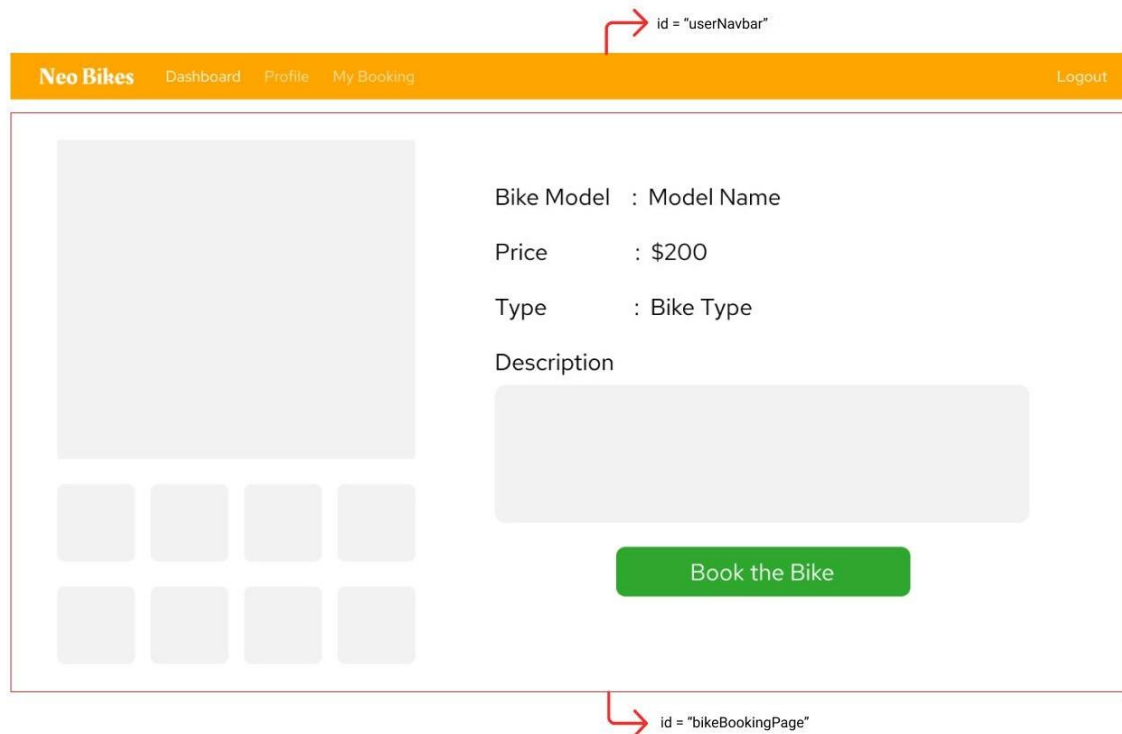 id = “userNavbar”
Neo Bikes Dashboard Profile My Booking Logout
Bike Model : Model Name
Price : $200
Type : Bike Type
Description
Book the Bike
id = “bikeBookingPage”